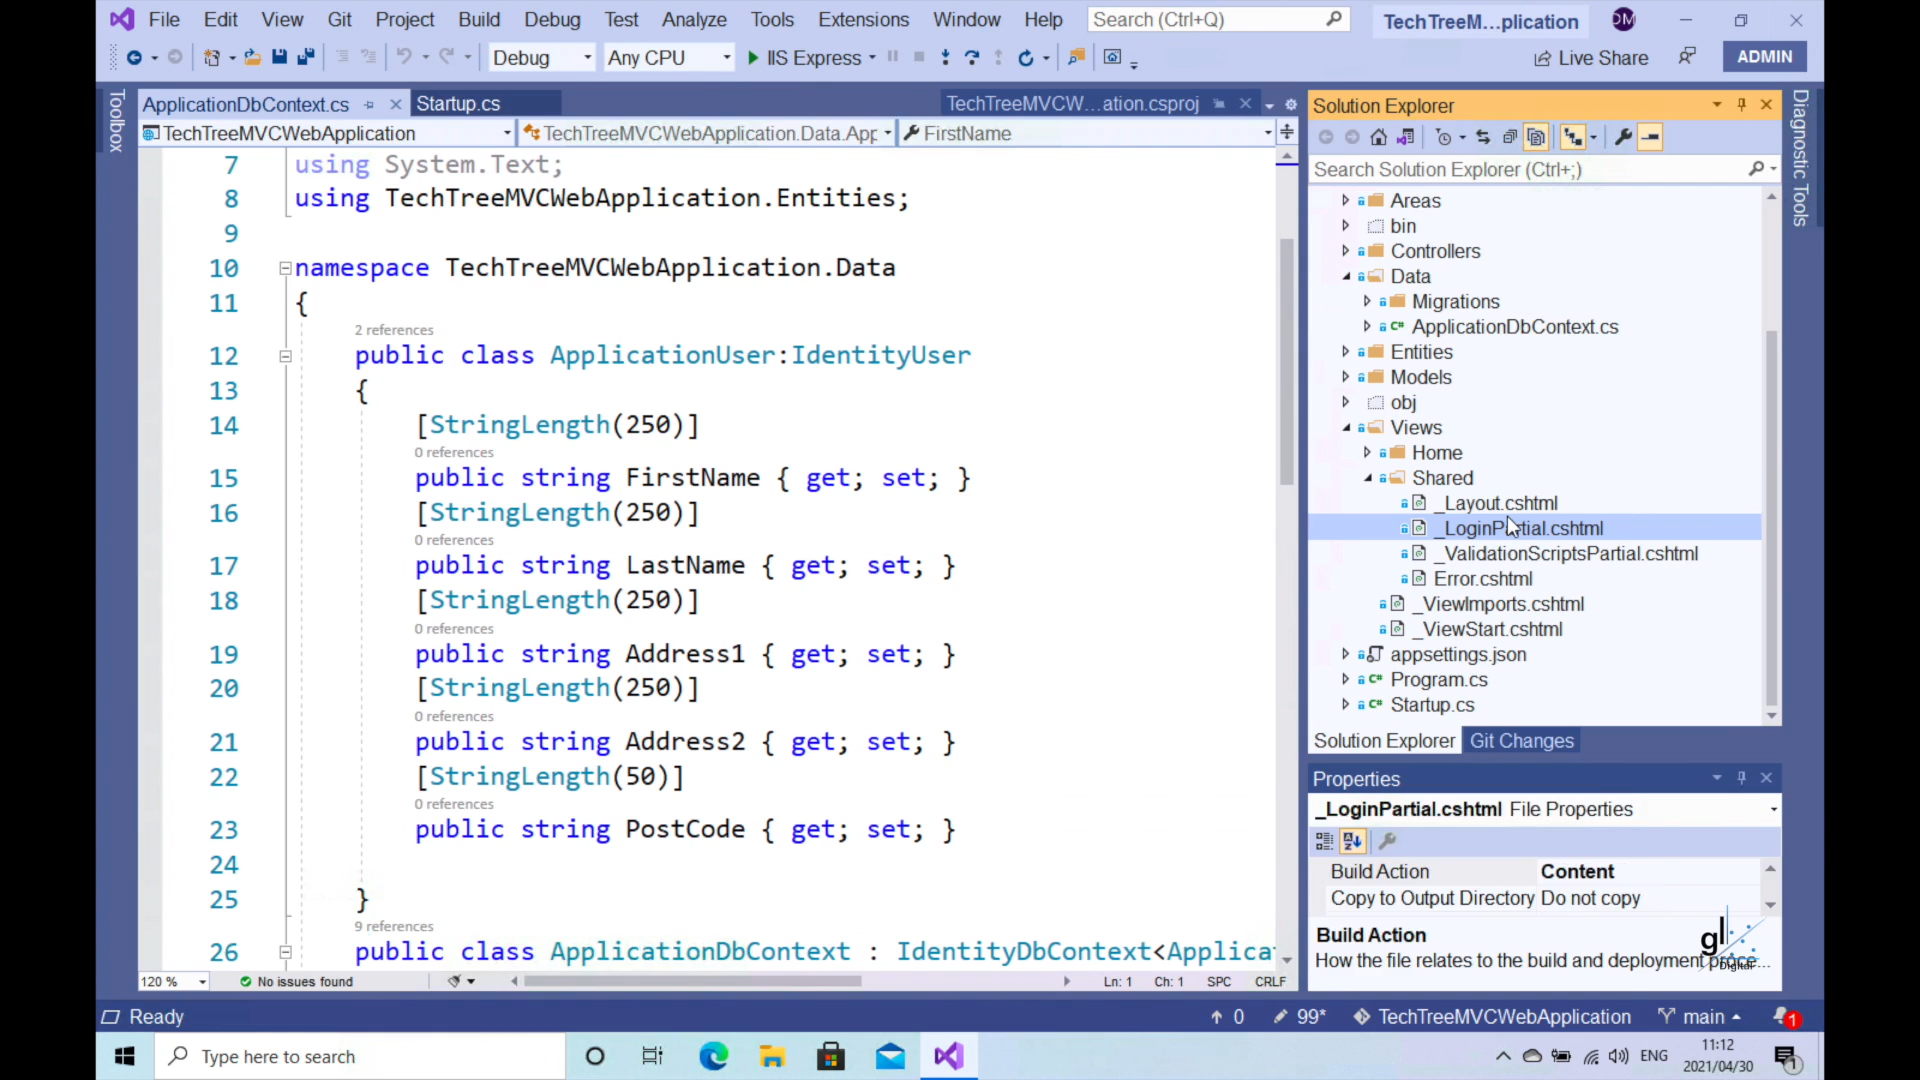 File Edit View Git Project Build Debug Test Analyze Tools Extensions Window Help Search (Ctrl+Q) TechTreeM...plication DM
Debug Any CPU IIS Express Live Share ADMIN
Toolbox
ApplicationDbContext.cs Startup.cs TechTreeMVCW...ation.csproj
TechTreeMVCWebApplication TechTreeMVCWebApplication.Data.App FirstName
7 using System.Text;
8 using TechTreeMVCWebApplication.Entities;
9
10 namespace TechTreeMVCWebApplication.Data
11 {
2 references
12 public class ApplicationUser:IdentityUser
13 {
14 [StringLength(250)]
0 references
15 public string FirstName { get; set; }
16 [StringLength(250)]
0 references
17 public string LastName { get; set; }
18 [StringLength(250)]
0 references
19 public string Address1 { get; set; }
20 [StringLength(250)]
0 references
21 public string Address2 { get; set; }
22 [StringLength(50)]
0 references
23 public string PostCode { get; set; }
24
25 }
9 references
26 public class ApplicationDbContext : IdentityDbContext<Applica
120 % No issues found Ln: 1 Ch: 1 SPC CRLF
Solution Explorer
Search Solution Explorer (Ctrl+;)
Areas
bin
Controllers
Data
Migrations
C# ApplicationDbContext.cs
Entities
Models
obj
Views
Home
Shared
_Layout.cshtml
_LoginPartial.cshtml
_ValidationScriptsPartial.cshtml
Error.cshtml
_ViewImports.cshtml
_ViewStart.cshtml
appsettings.json
C# Program.cs
C# Startup.cs
Solution Explorer Git Changes
Properties
_LoginPartial.cshtml File Properties
Build Action Content
Copy to Output Directory Do not copy
Build Action
How the file relates to the build and deployment proce...
gl
Digital
Diagnostic Tools
Ready 0 99* TechTreeMVCWebApplication main 1
Type here to search ENG 11:12
2021/04/30 1